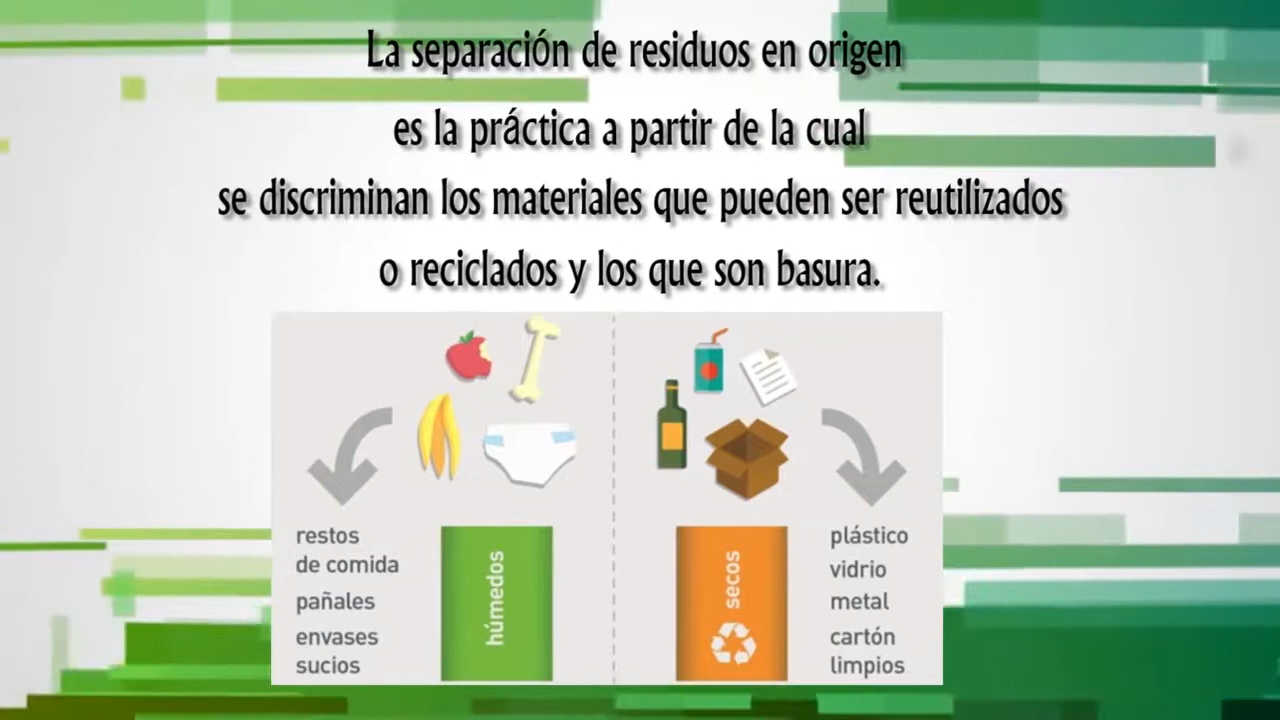 La separación de residuos en origen
es la práctica a partir de la cual
se discriminan los materiales que pueden ser reutilizados
o reciclados y los que son basura.
restos
de comida
pañales
envases
sucios
húmedos
secos
plástico
vidrio
metal
cartón
limpios